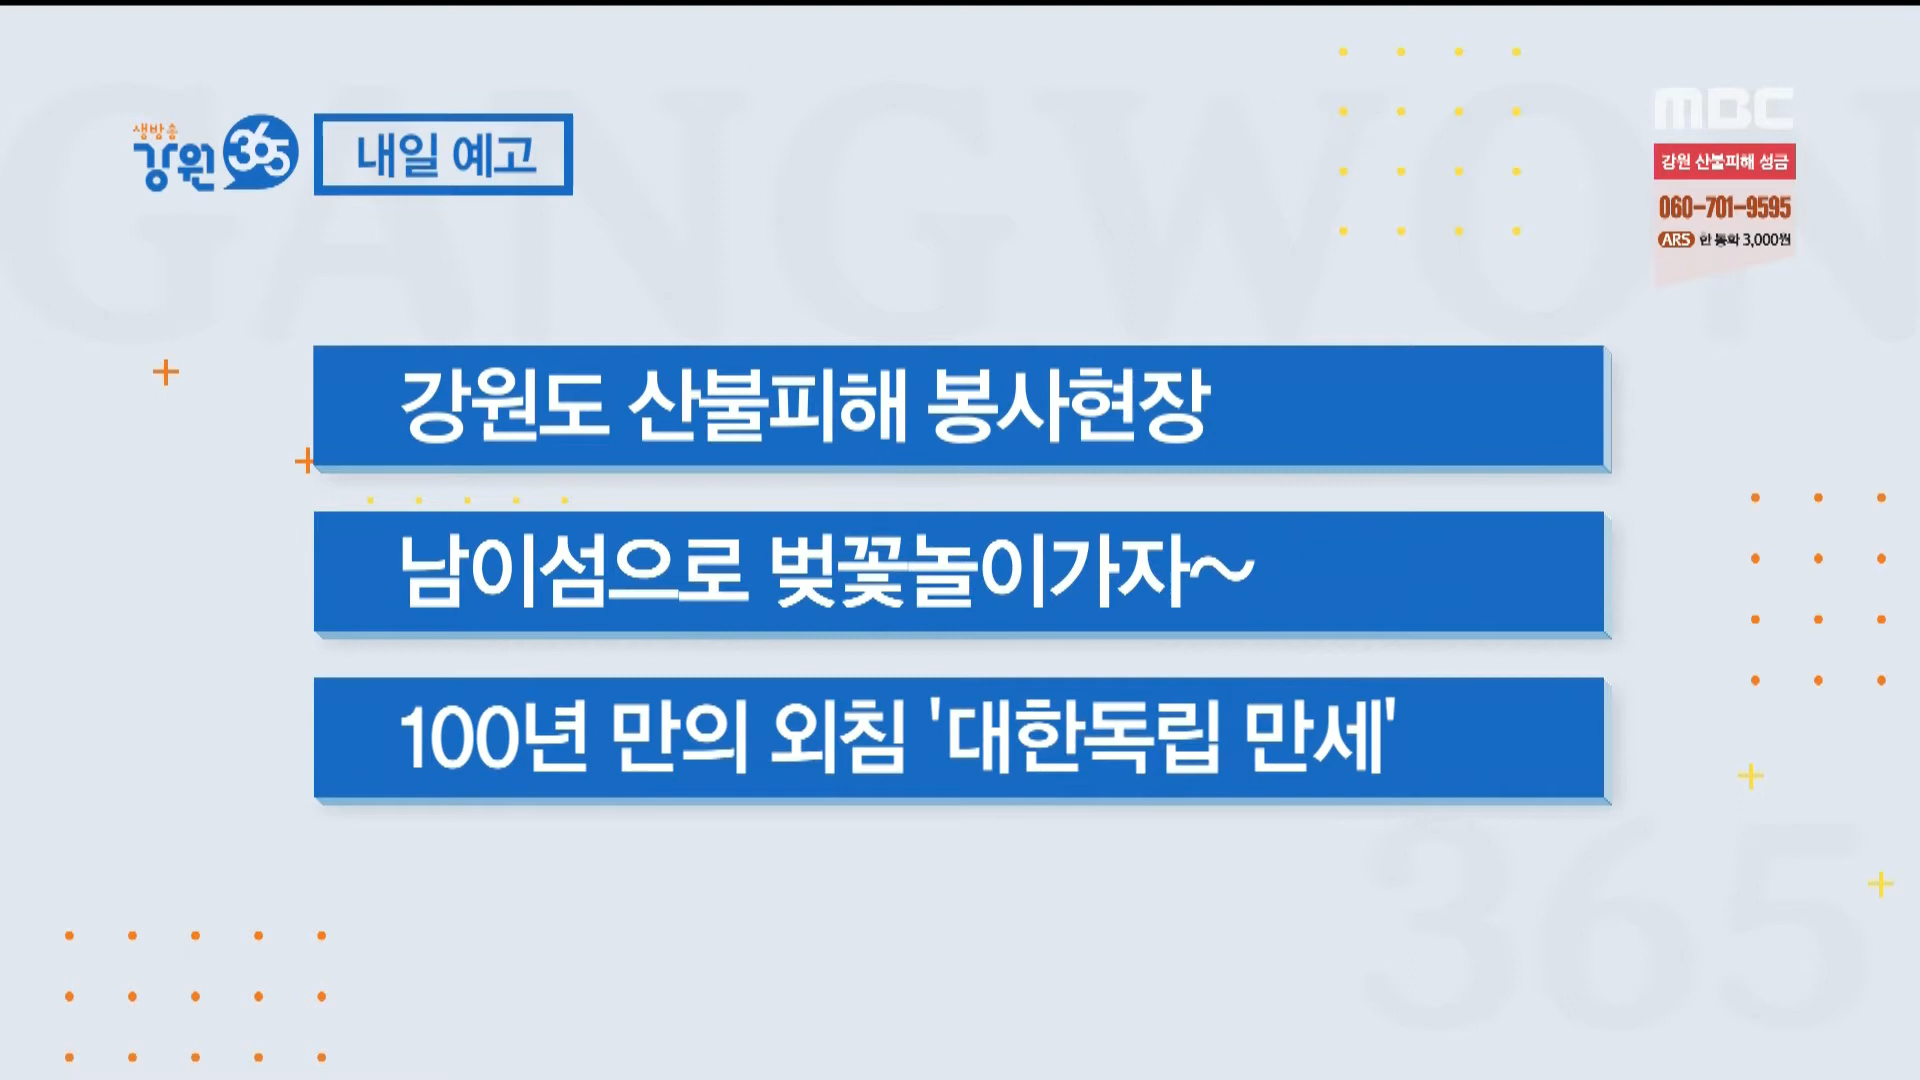 생방송
강원 365
내일 예고
MBC
강원 산불피해 성금
060-701-9595
ARS 한 통화 3,000원
GANGWON
강원도 산불피해 봉사현장
남이섬으로 벚꽃놀이가자~
100년 만의 외침 '대한독립 만세'
365